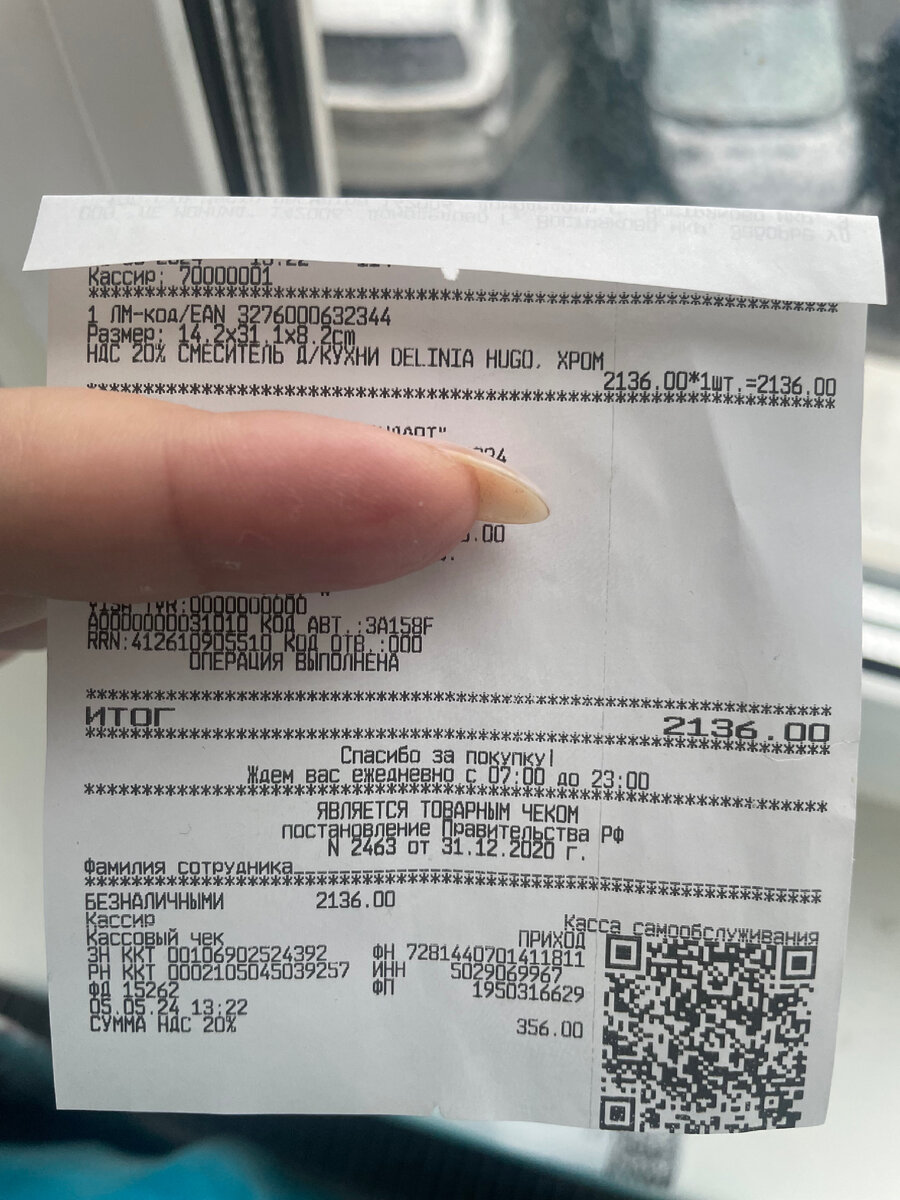 Кассир; 70000001
********************************************************
1 ЛМ-код/EAN 3276000632344
Размер; 14.2x31.1x8.2cm
НДС 20% СМЕСИТЕЛЬ Д/КУХНИ DELINIA HUGO, ХРОМ
2136.00*1шт.=2136.00
********************************************************
VISA TVR:0000000000
A0000000031010 КОД АВТ.:3A158F
RRN:412610905510 КОД ОТВ.:000
ОПЕРАЦИЯ ВЫПОЛНЕНА
********************************************************
ИТОГ 2136.00
********************************************************
Спасибо за покупку!
Ждем вас ежедневно с 07:00 до 23:00
********************************************************
ЯВЛЯЕТСЯ ТОВАРНЫМ ЧЕКОМ
постановление Правительства РФ
N 2463 от 31.12.2020 г.
Фамилия сотрудника
********************************************************
БЕЗНАЛИЧНЫМИ 2136.00
Кассир Касса самообслуживания
Кассовый чек ПРИХОД
ЗН ККТ 00106902524392 ФН 7281440701411811
РН ККТ 0002105045039257 ИНН 5029069967
ФД 15262 ФП 1950316629
05.05.24 13:22
СУММА НДС 20% 356.00